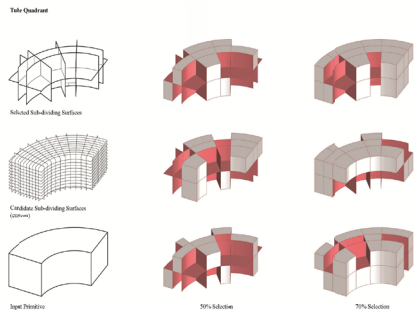 Tube Quadrant
Selected Sub-dividing Surfaces
Candidate Sub-dividing Surfaces
Input Primitive
50% Selection
70% Selection